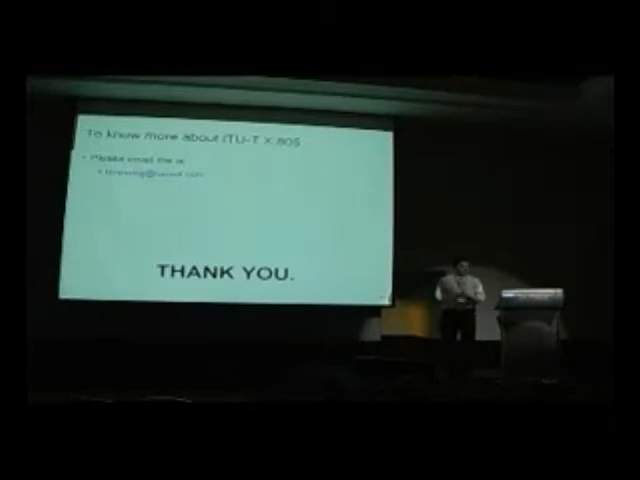 To know more about ITU-T X.805
• Please email me at
THANK YOU.